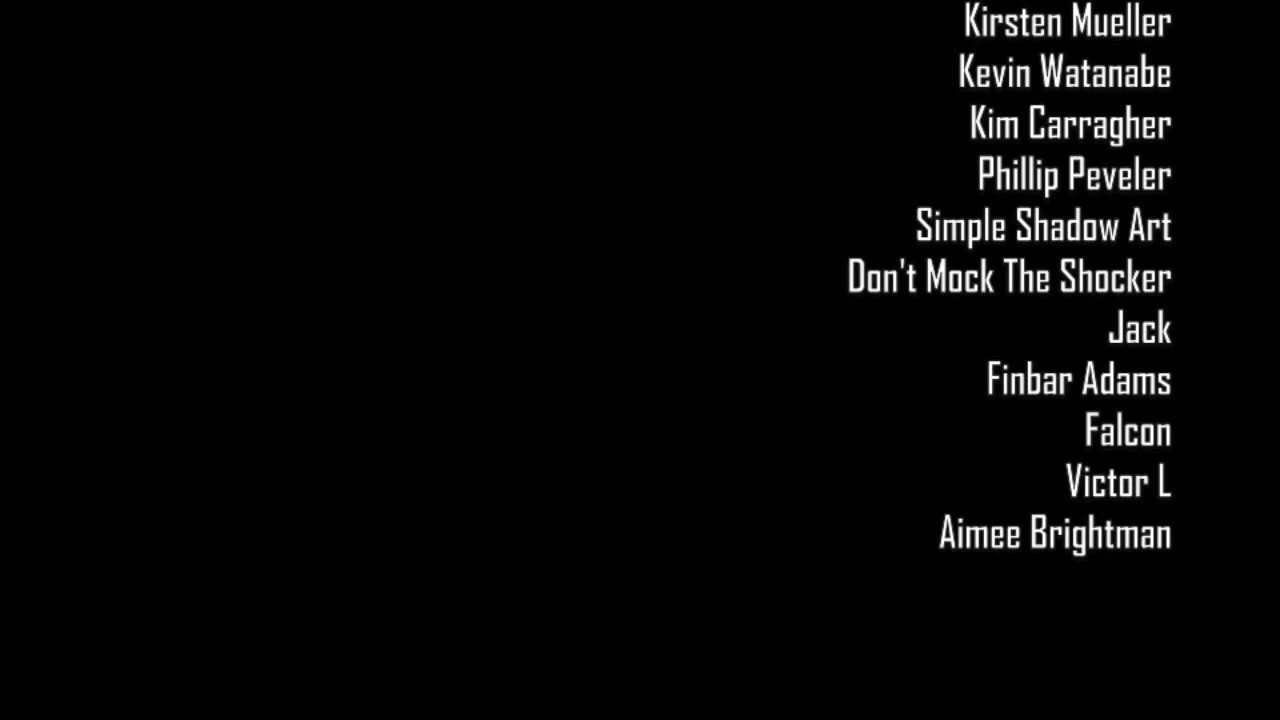 Kirsten Mueller
Kevin Watanabe
Kim Carragher
Phillip Peveler
Simple Shadow Art
Don't Mock The Shocker
Jack
Finbar Adams
Falcon
Victor L
Aimee Brightman